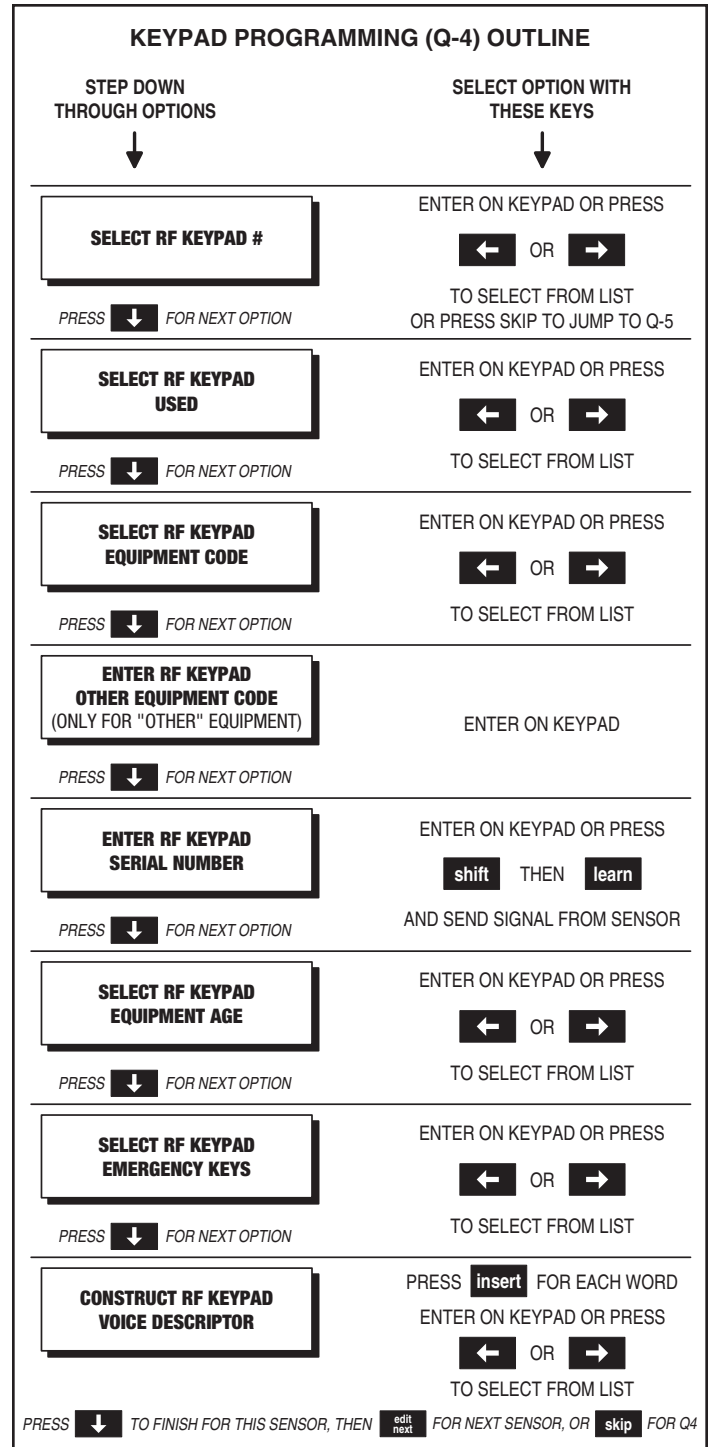 KEYPAD PROGRAMMING (Q-4) OUTLINE
STEP DOWN
THROUGH OPTIONS
SELECT OPTION WITH
THESE KEYS
SELECT RF KEYPAD #
ENTER ON KEYPAD OR PRESS
← OR →
TO SELECT FROM LIST
OR PRESS SKIP TO JUMP TO Q-5
PRESS ↓ FOR NEXT OPTION
SELECT RF KEYPAD
USED
ENTER ON KEYPAD OR PRESS
← OR →
TO SELECT FROM LIST
PRESS ↓ FOR NEXT OPTION
SELECT RF KEYPAD
EQUIPMENT CODE
ENTER ON KEYPAD OR PRESS
← OR →
TO SELECT FROM LIST
PRESS ↓ FOR NEXT OPTION
ENTER RF KEYPAD
OTHER EQUIPMENT CODE
(ONLY FOR "OTHER" EQUIPMENT)
ENTER ON KEYPAD
PRESS ↓ FOR NEXT OPTION
ENTER RF KEYPAD
SERIAL NUMBER
ENTER ON KEYPAD OR PRESS
shift THEN learn
AND SEND SIGNAL FROM SENSOR
PRESS ↓ FOR NEXT OPTION
SELECT RF KEYPAD
EQUIPMENT AGE
ENTER ON KEYPAD OR PRESS
← OR →
TO SELECT FROM LIST
PRESS ↓ FOR NEXT OPTION
SELECT RF KEYPAD
EMERGENCY KEYS
ENTER ON KEYPAD OR PRESS
← OR →
TO SELECT FROM LIST
PRESS ↓ FOR NEXT OPTION
CONSTRUCT RF KEYPAD
VOICE DESCRIPTOR
PRESS insert FOR EACH WORD
ENTER ON KEYPAD OR PRESS
← OR →
TO SELECT FROM LIST
PRESS ↓ TO FINISH FOR THIS SENSOR, THEN edit next FOR NEXT SENSOR, OR skip FOR Q4